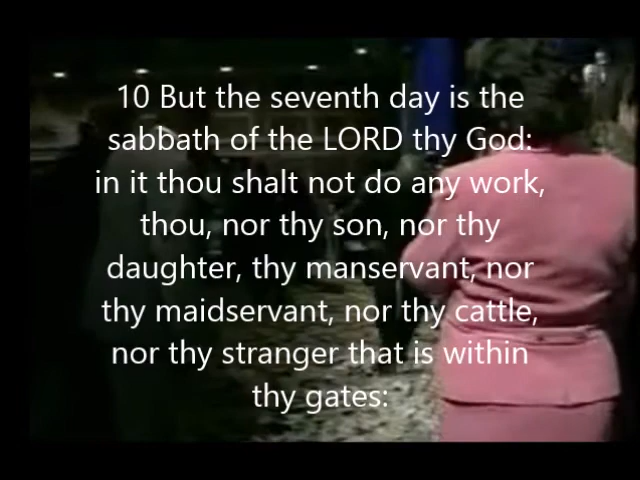 10 But the seventh day is the
sabbath of the LORD thy God:
in it thou shalt not do any work,
thou, nor thy son, nor thy
daughter, thy manservant, nor
thy maidservant, nor thy cattle,
nor thy stranger that is within
thy gates: